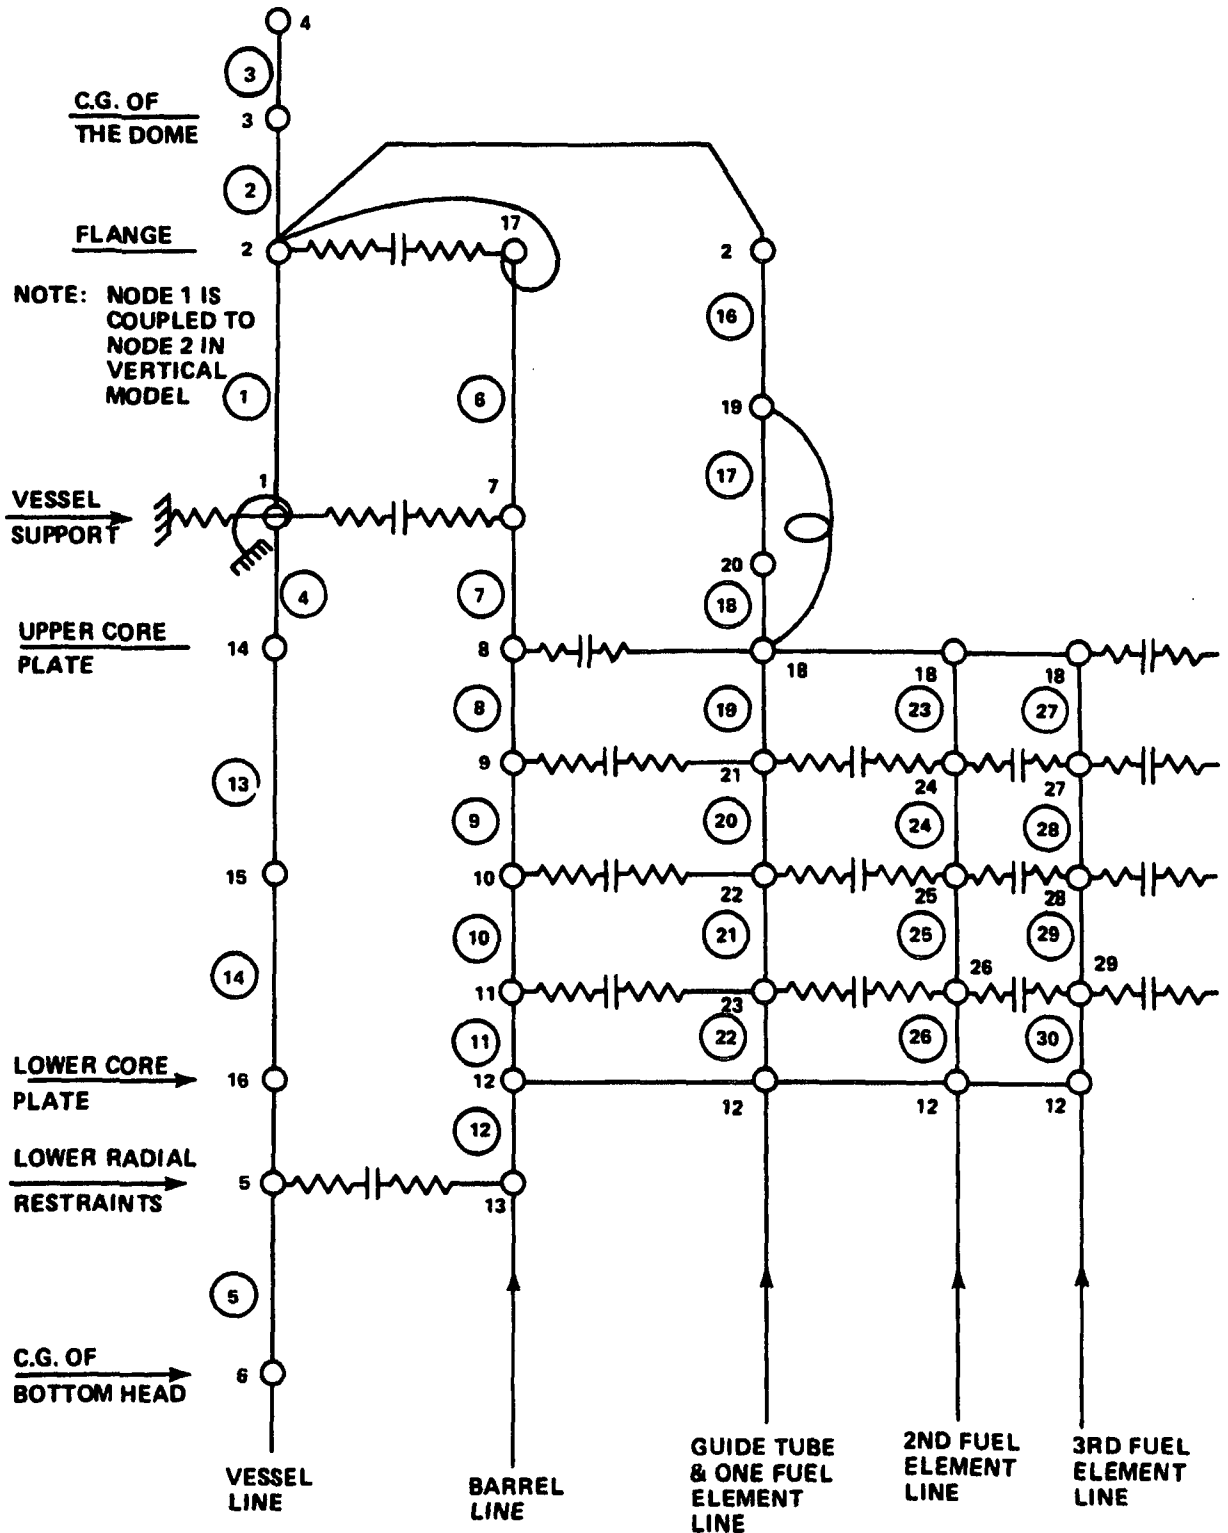 4
3
C.G. OF
THE DOME
3
2
FLANGE
2
17
2
NOTE: NODE 1 IS
COUPLED TO
NODE 2 IN
VERTICAL
MODEL
16
1
6
19
17
1
7
VESSEL
SUPPORT
20
4
7
18
UPPER CORE
PLATE
14
8
18
18
18
8
19
23
27
9
21
24
27
13
9
20
24
28
15
10
22
25
28
10
21
25
29
14
26
29
11
23
11
22
26
30
LOWER CORE
PLATE
16
12
12
12
12
12
LOWER RADIAL
RESTRAINTS
5
13
5
C.G. OF
BOTTOM HEAD
6
VESSEL
LINE
BARREL
LINE
GUIDE TUBE
& ONE FUEL
ELEMENT
LINE
2ND FUEL
ELEMENT
LINE
3RD FUEL
ELEMENT
LINE